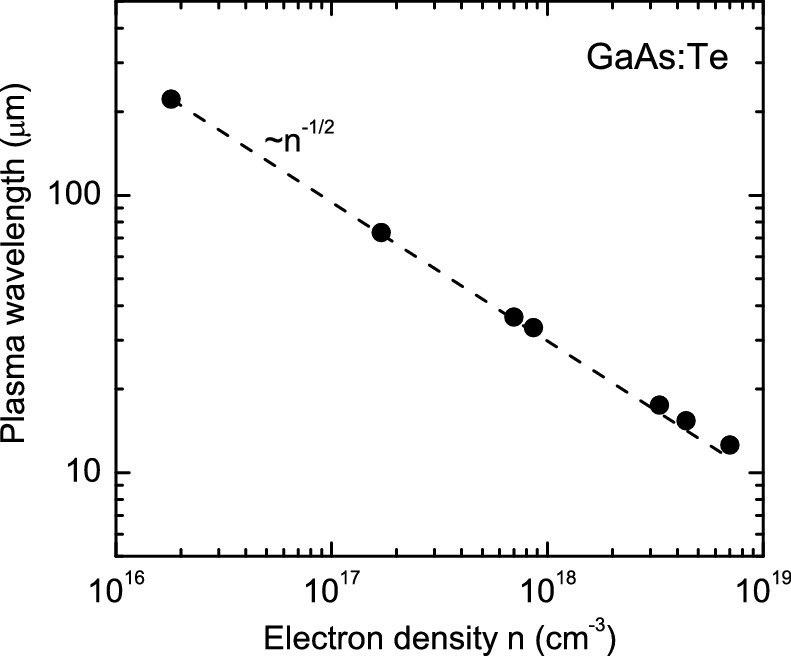 GaAs:Te
~n^-1/2
Plasma wavelength (μm)
100
10
10^16
10^17
10^18
10^19
Electron density n (cm^-3)